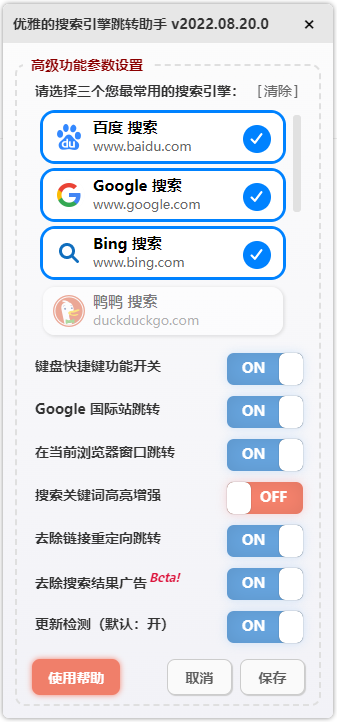 优雅的搜索引擎跳转助手 v2022.08.20.0
高级功能参数设置
请选择三个您最常用的搜索引擎： [清除]
百度 搜索
www.baidu.com
du
Google 搜索
www.google.com
Bing 搜索
www.bing.com
鸭鸭 搜索
duckduckgo.com
键盘快捷键功能开关 ON
Google 国际站跳转 ON
在当前浏览器窗口跳转 ON
搜索关键词高亮增强 OFF
去除链接重定向跳转 ON
去除搜索结果广告 Beta! ON
更新检测（默认：开） ON
使用帮助 取消 保存